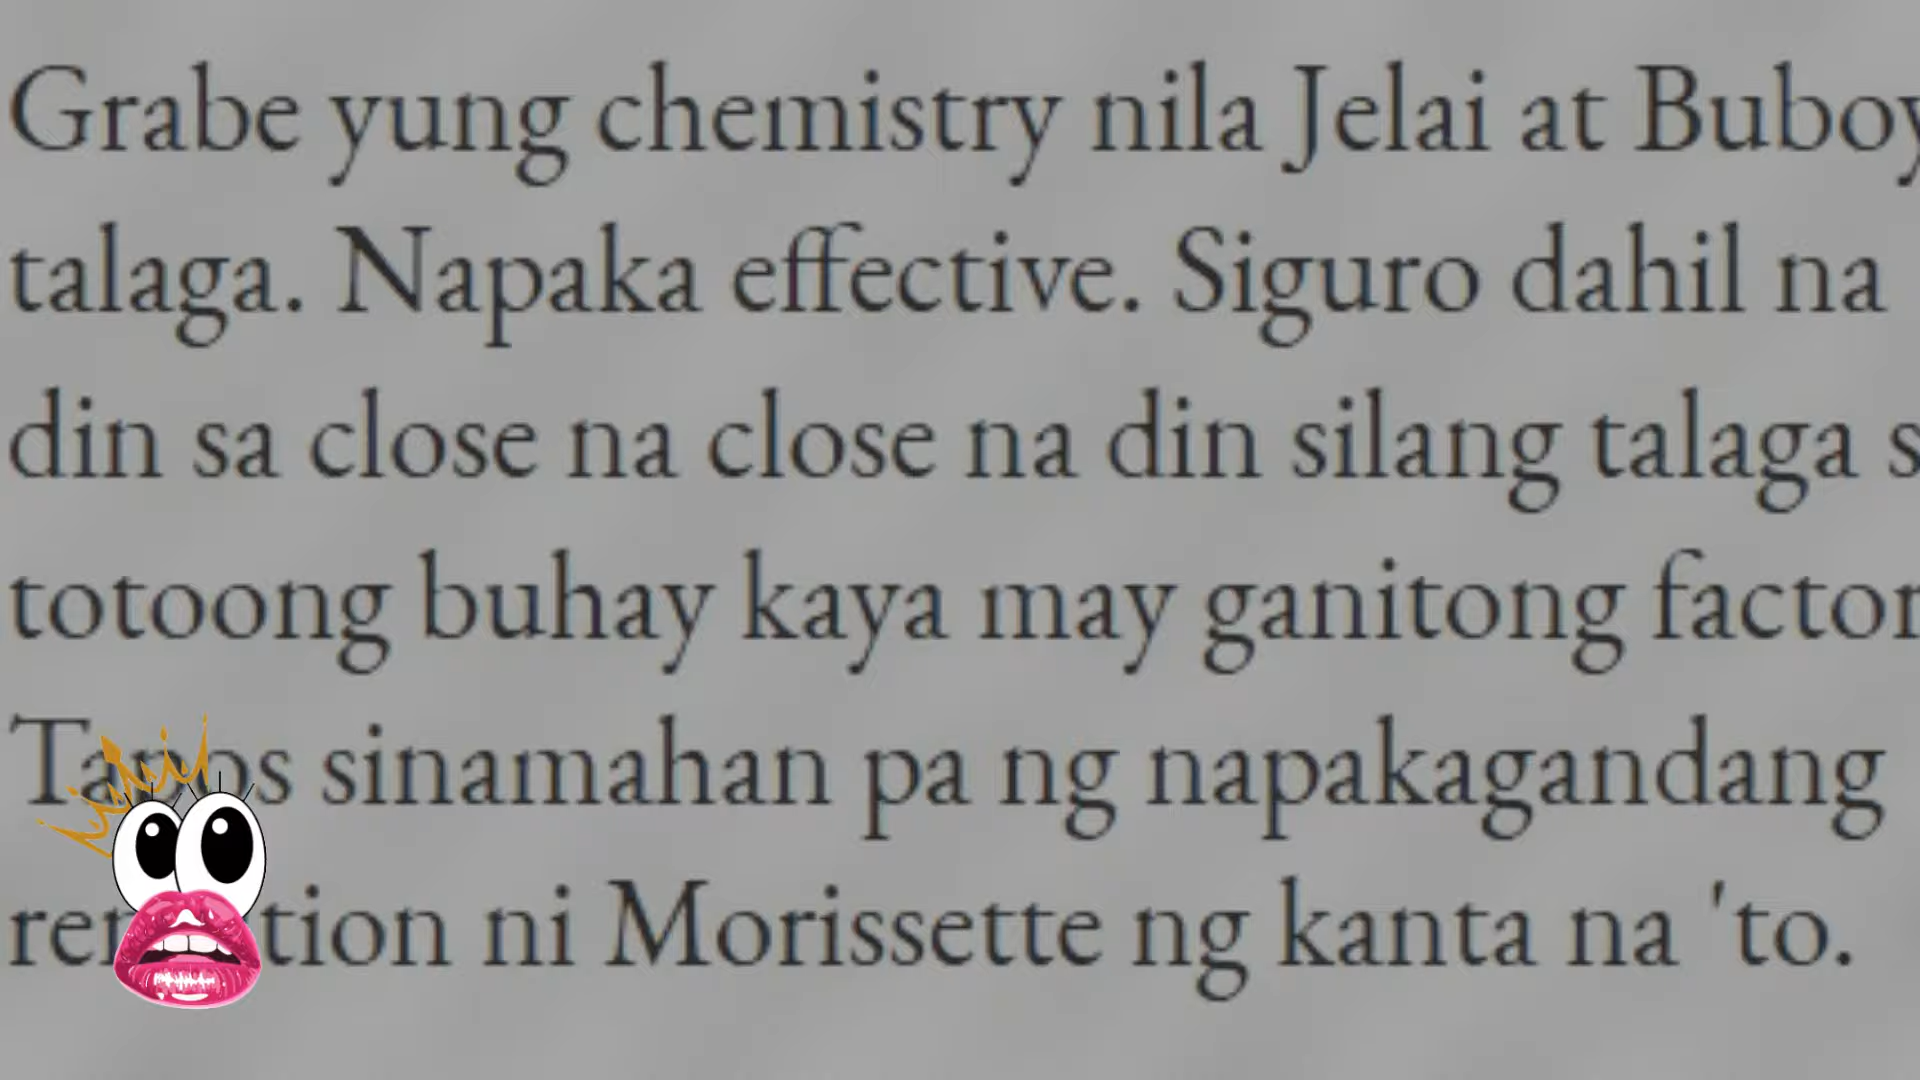 Grabe yung chemistry nila Jelai at Buboy
talaga. Napaka effective. Siguro dahil na
din sa close na close na din silang talaga s
totoong buhay kaya may ganitong factor
Tapos sinamahan pa ng napakagandang
ni Morissette ng kanta na 'to.